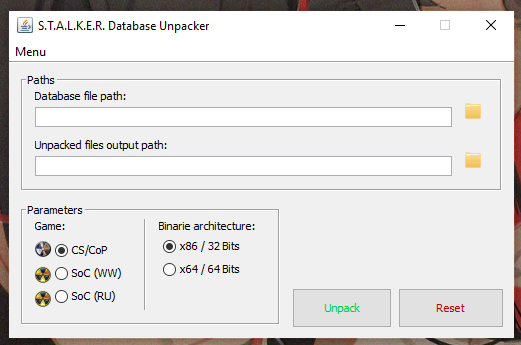 S.T.A.L.K.E.R. Database Unpacker
Menu
Paths
Database file path:
Unpacked files output path:
Parameters
Game:
CS/CoP
SoC (WW)
SoC (RU)
Binarie architecture:
x86 / 32 Bits
x64 / 64 Bits
Unpack
Reset